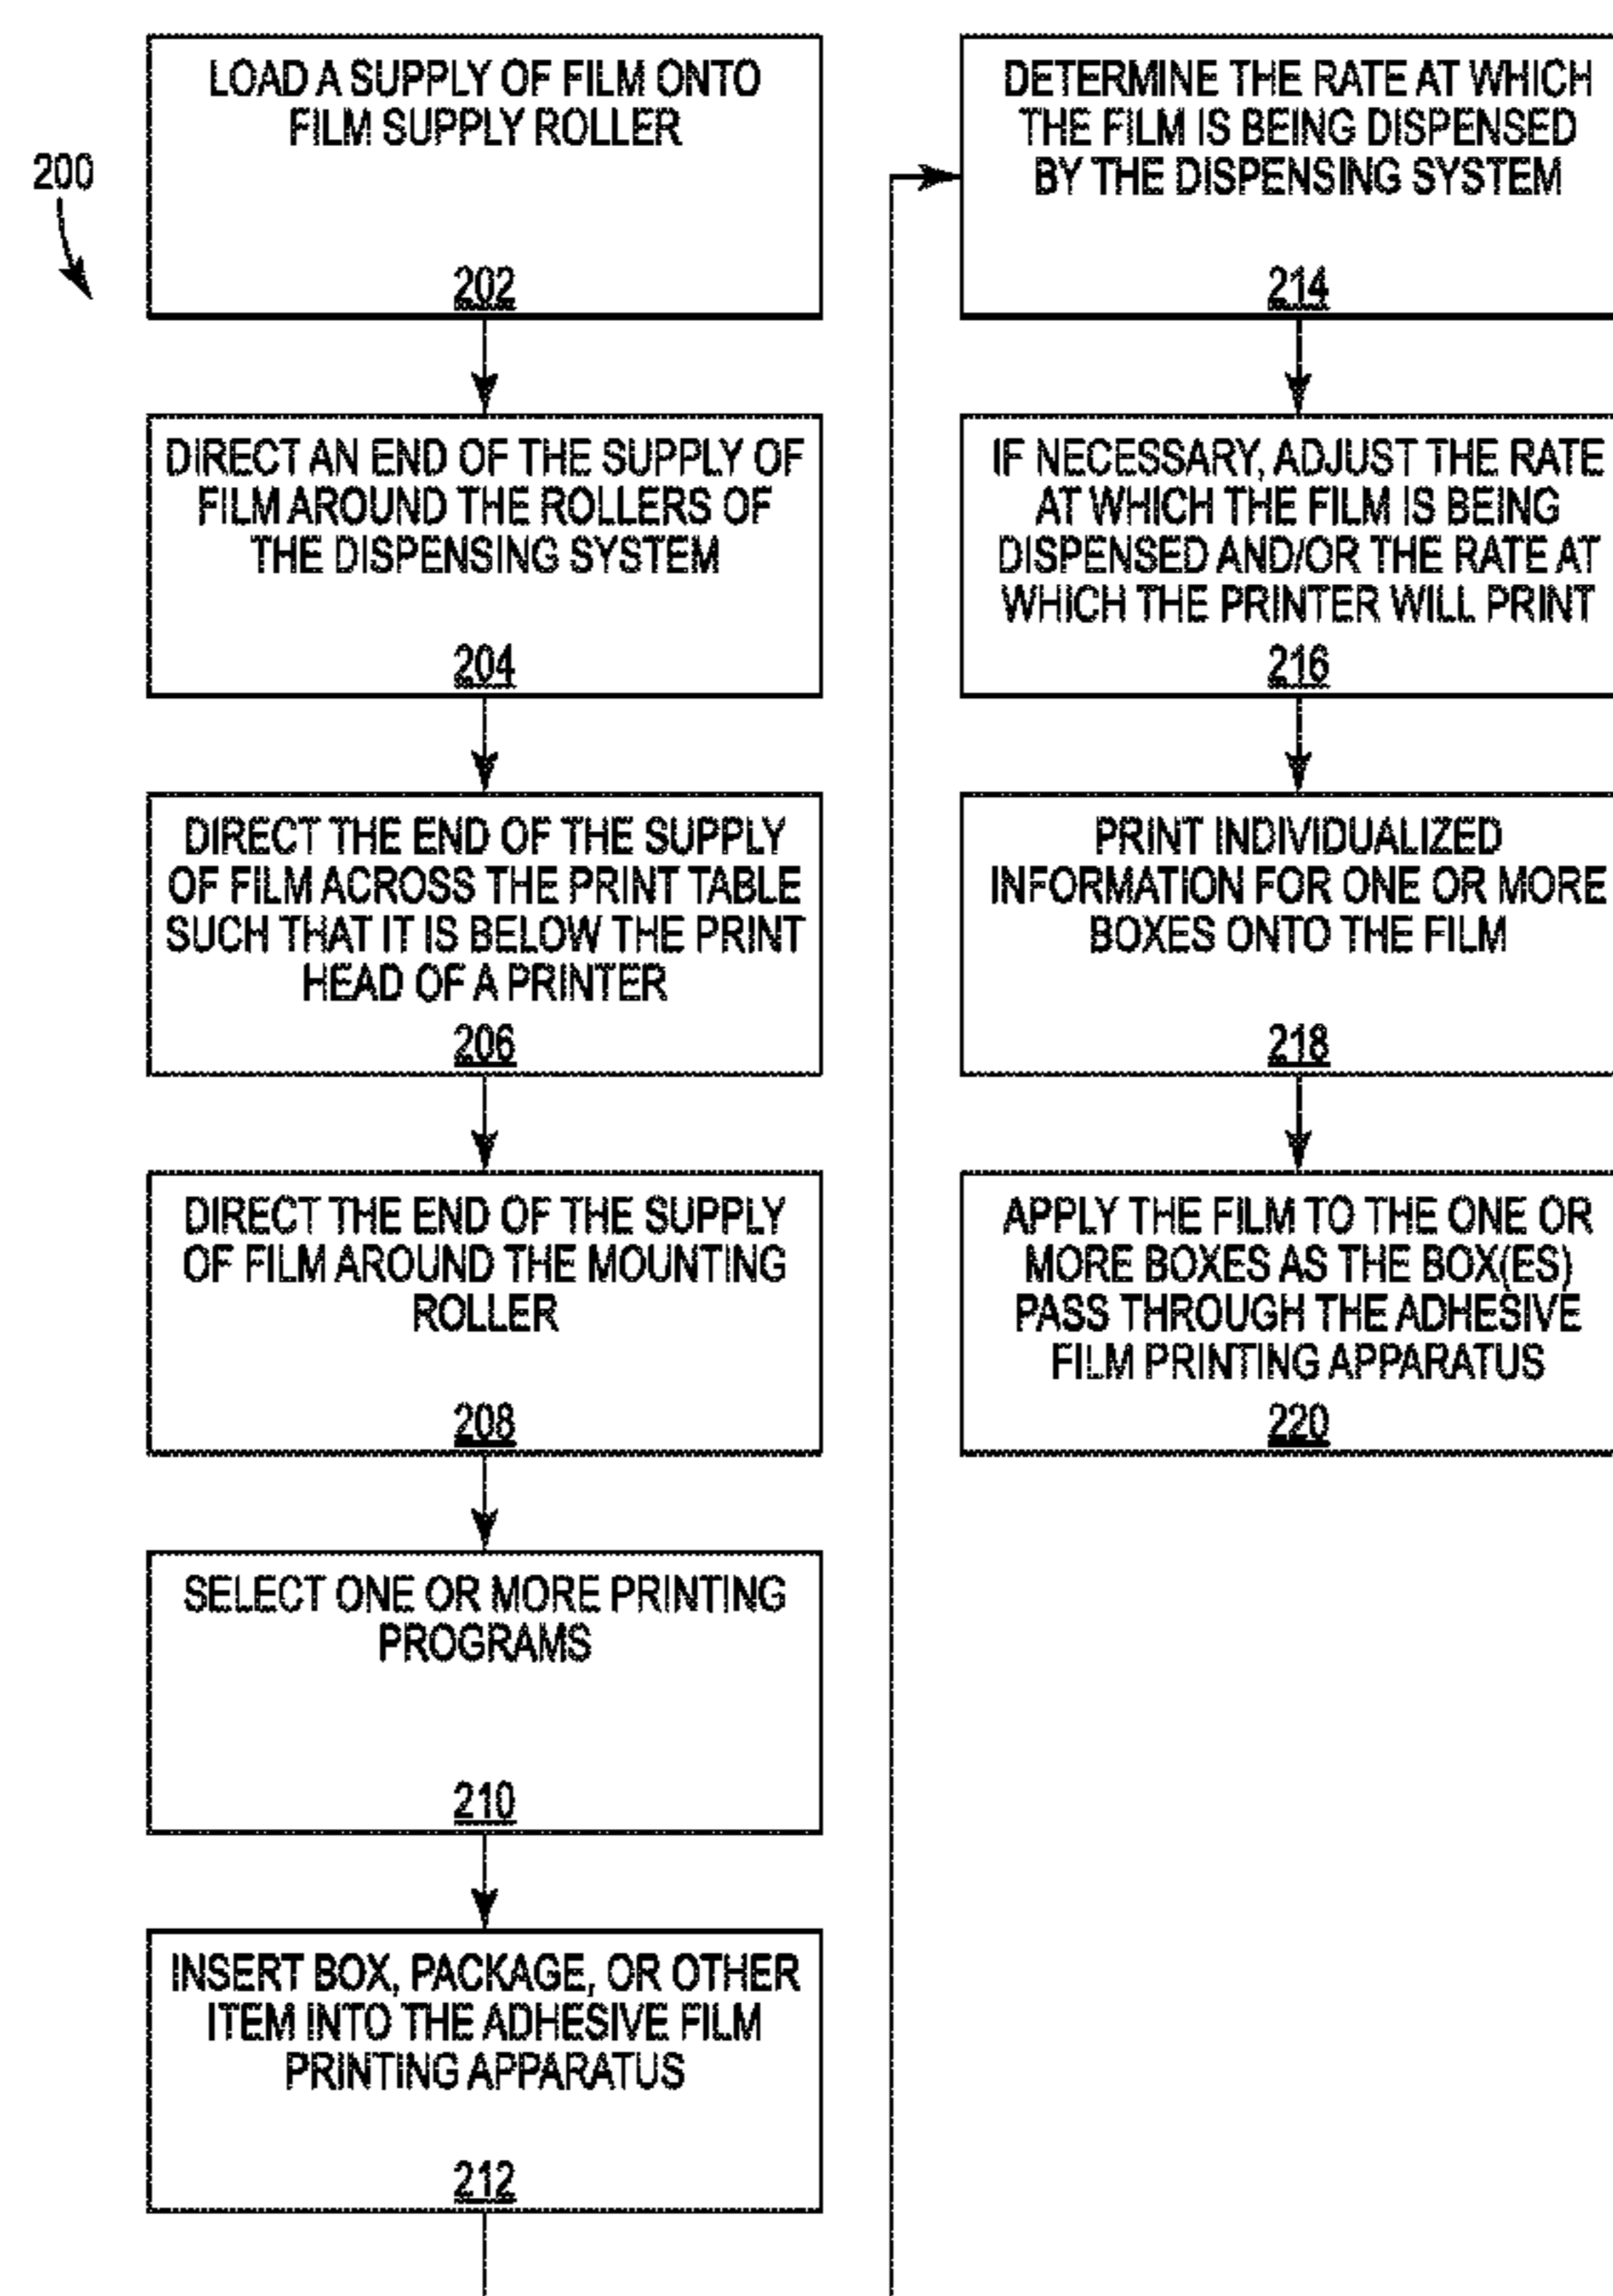 200
LOAD A SUPPLY OF FILM ONTO
FILM SUPPLY ROLLER
202
DIRECT AN END OF THE SUPPLY OF
FILM AROUND THE ROLLERS OF
THE DISPENSING SYSTEM
204
DIRECT THE END OF THE SUPPLY
OF FILM ACROSS THE PRINT TABLE
SUCH THAT IT IS BELOW THE PRINT
HEAD OF A PRINTER
206
DIRECT THE END OF THE SUPPLY
OF FILM AROUND THE MOUNTING
ROLLER
208
SELECT ONE OR MORE PRINTING
PROGRAMS
210
INSERT BOX, PACKAGE, OR OTHER
ITEM INTO THE ADHESIVE FILM
PRINTING APPARATUS
212
DETERMINE THE RATE AT WHICH
THE FILM IS BEING DISPENSED
BY THE DISPENSING SYSTEM
214
IF NECESSARY, ADJUST THE RATE
AT WHICH THE FILM IS BEING
DISPENSED AND/OR THE RATE AT
WHICH THE PRINTER WILL PRINT
216
PRINT INDIVIDUALIZED
INFORMATION FOR ONE OR MORE
BOXES ONTO THE FILM
218
APPLY THE FILM TO THE ONE OR
MORE BOXES AS THE BOX(ES)
PASS THROUGH THE ADHESIVE
FILM PRINTING APPARATUS
220